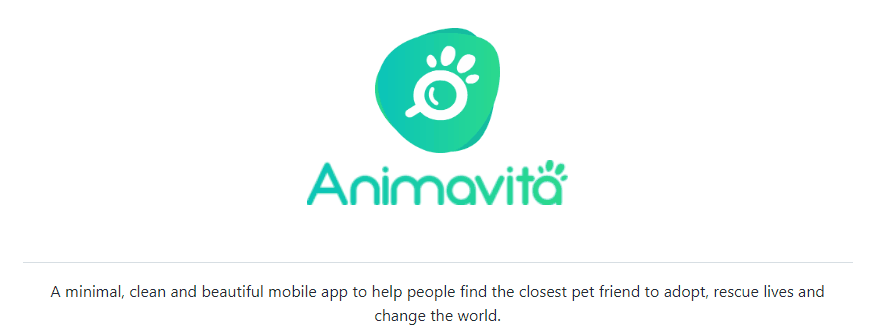 Animavita
A minimal, clean and beautiful mobile app to help people find the closest pet friend to adopt, rescue lives and
change the world.